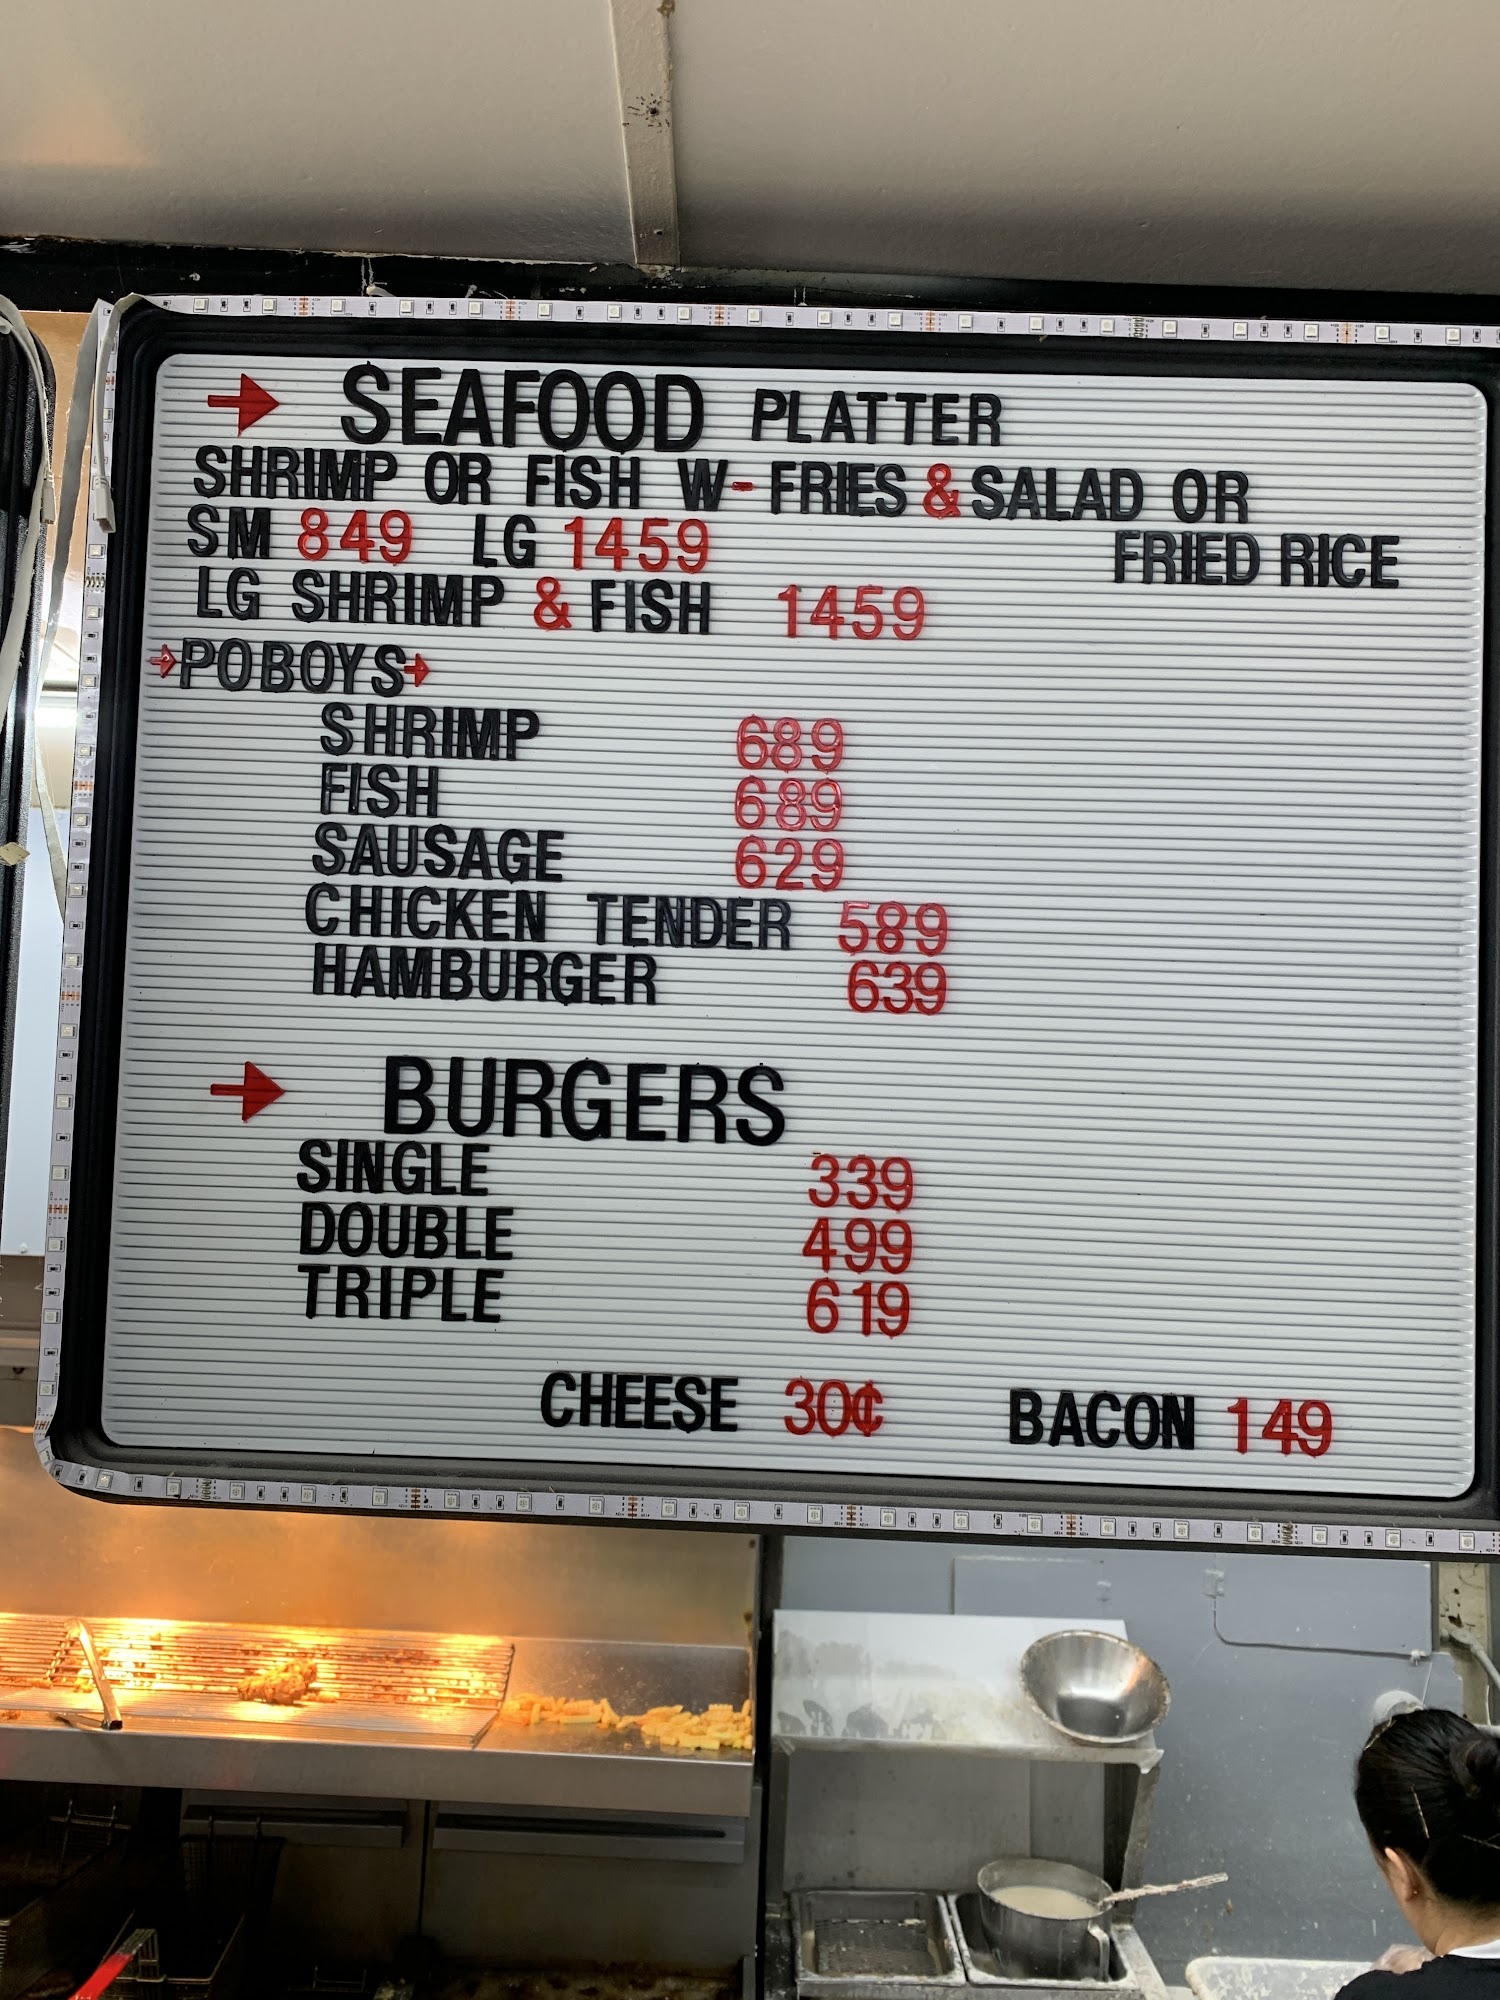 SEAFOOD PLATTER
SHRIMP OR FISH W- FRIES & SALAD OR
FRIED RICE
SM 849 LG 1459
LG SHRIMP & FISH 1459
POBOYS
SHRIMP 689
FISH 689
SAUSAGE 629
CHICKEN TENDER 589
HAMBURGER 639
BURGERS
SINGLE 339
DOUBLE 499
TRIPLE 619
CHEESE 30¢ BACON 149